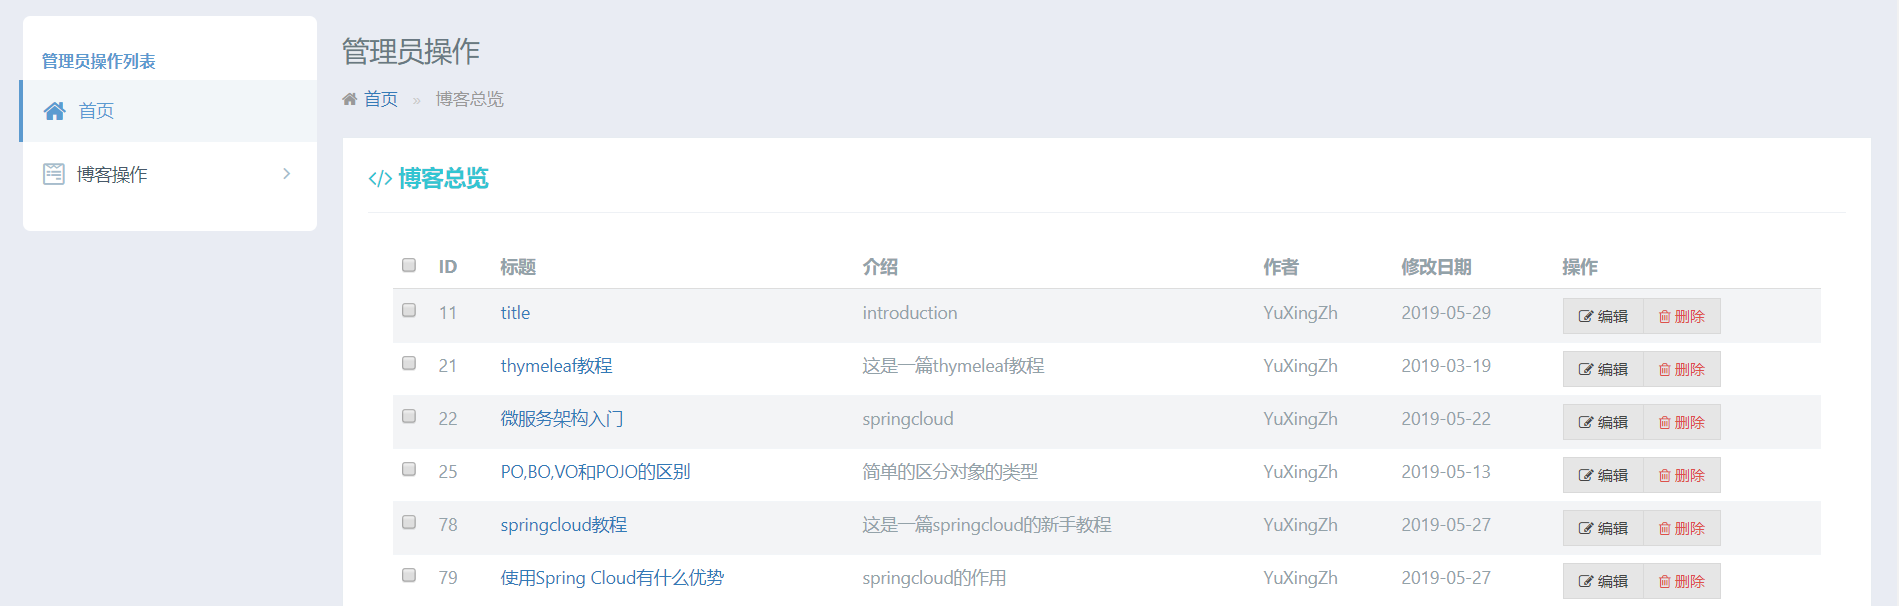 管理员操作列表
首页
博客操作
管理员操作
首页 » 博客总览
</> 博客总览
ID 标题 介绍 作者 修改日期 操作
11 title introduction YuXingZh 2019-05-29 编辑 删除
21 thymeleaf教程 这是一篇thymeleaf教程 YuXingZh 2019-03-19 编辑 删除
22 微服务架构入门 springcloud YuXingZh 2019-05-22 编辑 删除
25 PO,BO,VO和POJO的区别 简单的区分对象的类型 YuXingZh 2019-05-13 编辑 删除
78 springcloud教程 这是一篇springcloud的新手教程 YuXingZh 2019-05-27 编辑 删除
79 使用Spring Cloud有什么优势 springcloud的作用 YuXingZh 2019-05-27 编辑 删除